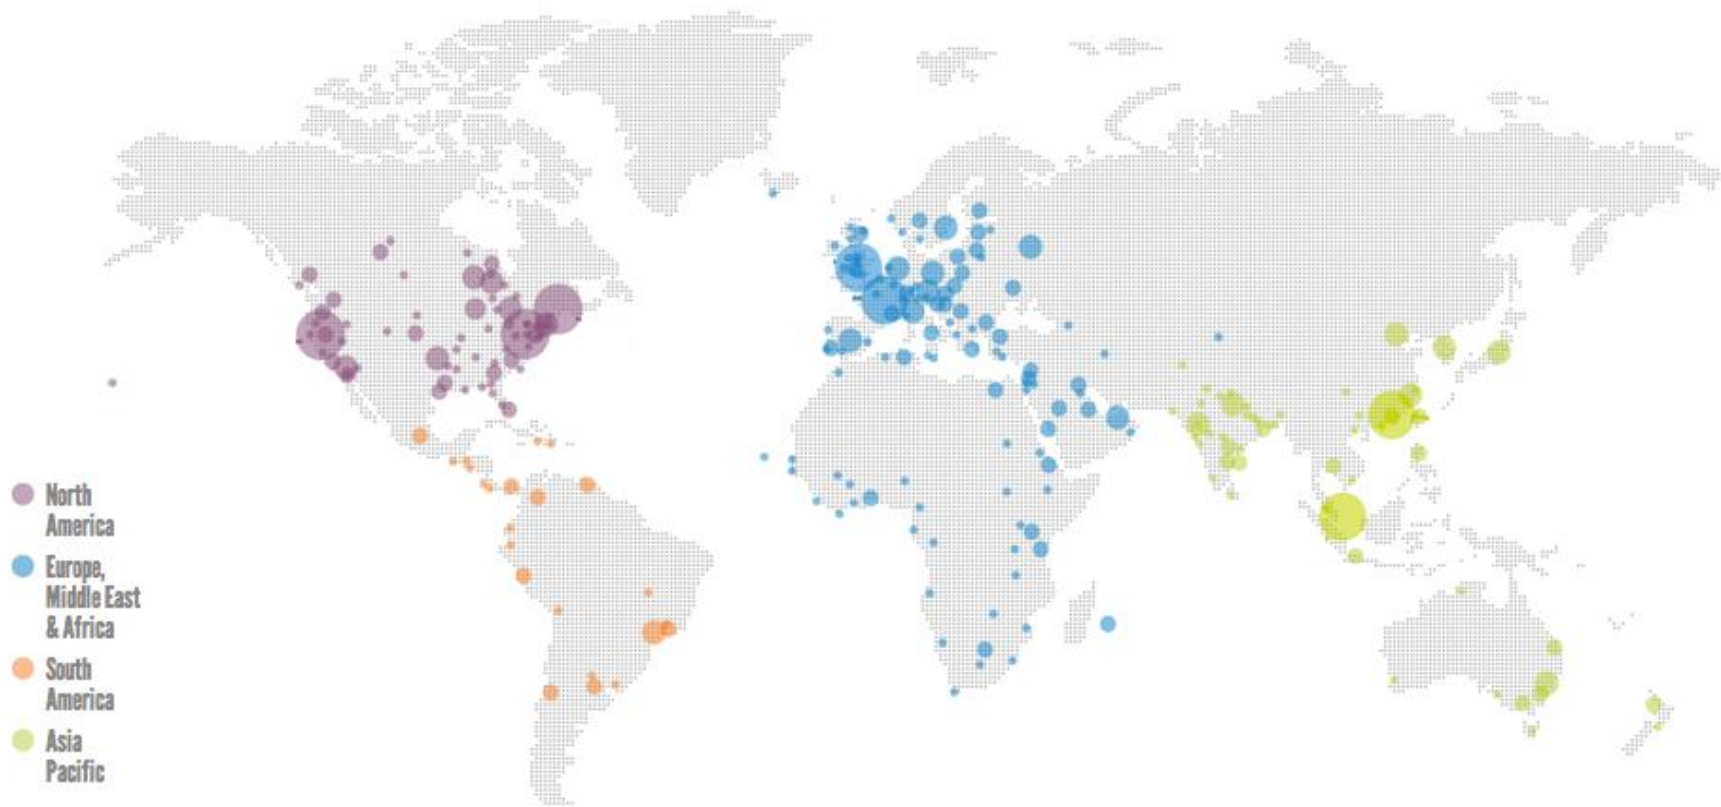 North
America
Europe,
Middle East
& Africa
South
America
Asia
Pacific